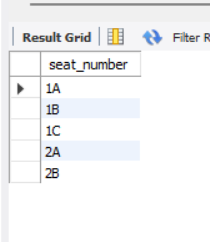 Result Grid Filter R
seat_number
1A
1B
1C
2A
2B